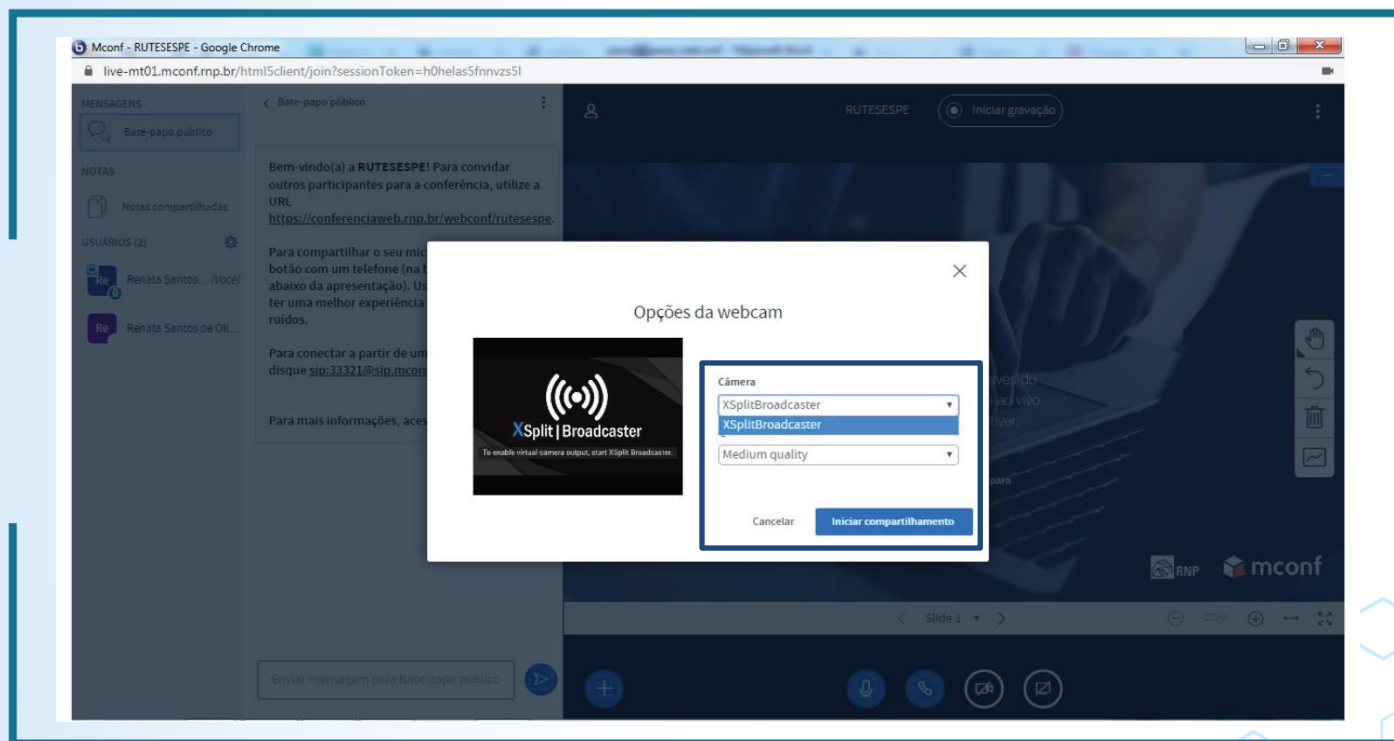 Mconf - RUTESESPE - Google Chrome
live-mt01.mconf.rnp.br/html5client/join?sessionToken=h0helas5fnnvzs5l
MENSAGENS
Bate-papo público
NOTAS
Notas compartilhadas
USUÁRIOS (2)
Re
Renata Santos... (Você)
Re
Renata Santos de Oli...
Bate-papo público
Bem-vindo(a) a RUTESESPE! Para convidar
outros participantes para a conferência, utilize a
URL
https://conferenciaweb.rnp.br/webconf/rutesespe.
Para compartilhar o seu mic
botão com um telefone (na b
abaixo da apresentação). Us
ter uma melhor experiência
ruídos.
Para conectar a partir de um
disque sip:33321@sip.mcon
Para mais informações, aces
Enviar mensagem para Bate-papo público
RUTESESPE
Iniciar gravação
Opções da webcam
XSplit | Broadcaster
To enable virtual camera output, start XSplit Broadcaster.
Câmera
XSplitBroadcaster
XSplitBroadcaster
Medium quality
Cancelar
Iniciar compartilhamento
ao vivo
para
RNP
mconf
Slide 1
100%